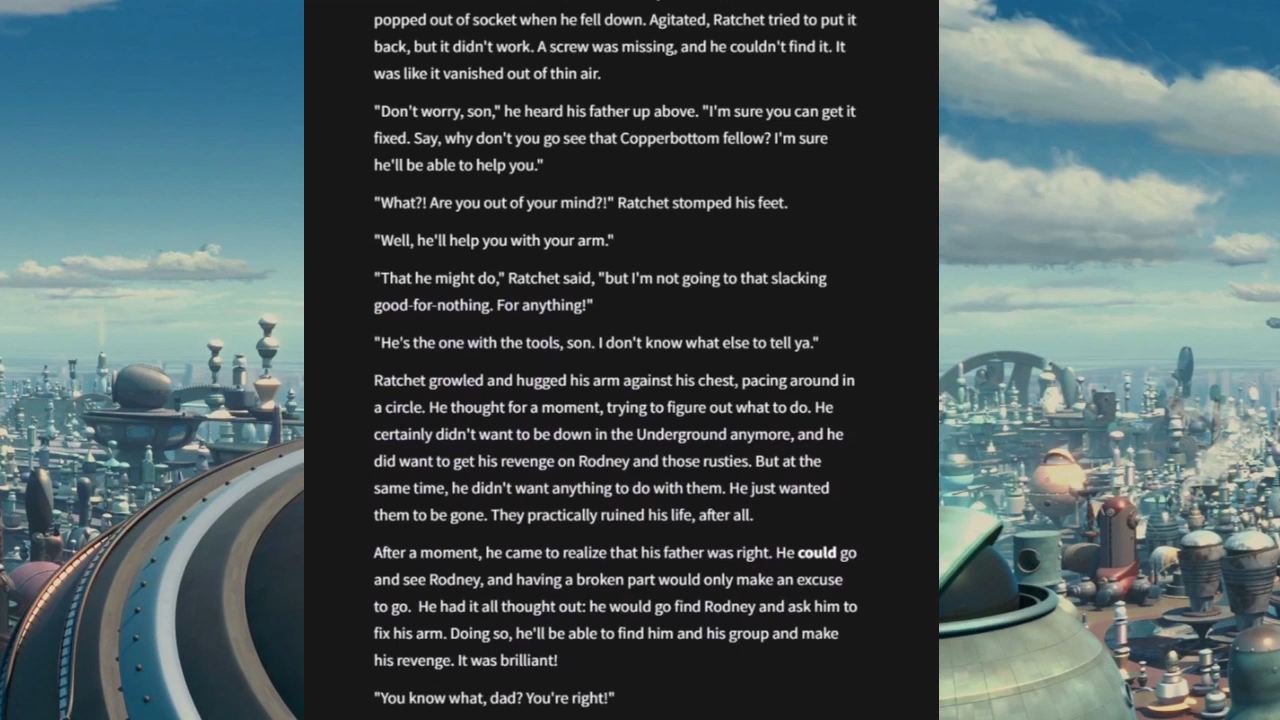 popped out of socket when he fell down. Agitated, Ratchet tried to put it
back, but it didn't work. A screw was missing, and he couldn't find it. It
was like it vanished out of thin air.
"Don't worry, son," he heard his father up above. "I'm sure you can get it
fixed. Say, why don't you go see that Copperbottom fellow? I'm sure
he'll be able to help you."
"What?! Are you out of your mind?!" Ratchet stomped his feet.
"Well, he'll help you with your arm."
"That he might do," Ratchet said, "but I'm not going to that slacking
good-for-nothing. For anything!"
"He's the one with the tools, son. I don't know what else to tell ya."
Ratchet growled and hugged his arm against his chest, pacing around in
a circle. He thought for a moment, trying to figure out what to do. He
certainly didn't want to be down in the Underground anymore, and he
did want to get his revenge on Rodney and those rusties. But at the
same time, he didn't want anything to do with them. He just wanted
them to be gone. They practically ruined his life, after all.
After a moment, he came to realize that his father was right. He could go
and see Rodney, and having a broken part would only make an excuse
to go.  He had it all thought out: he would go find Rodney and ask him to
fix his arm. Doing so, he'll be able to find him and his group and make
his revenge. It was brilliant!
"You know what, dad? You're right!"